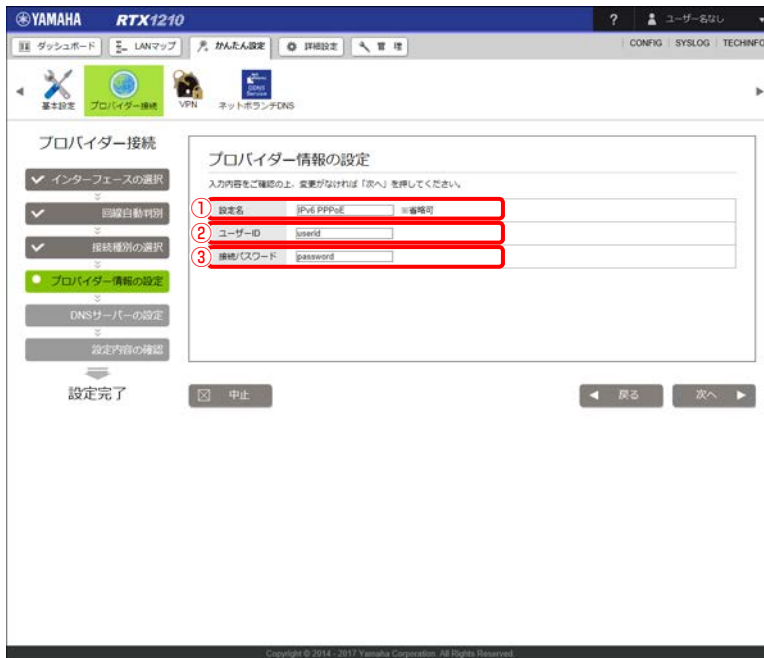 YAMAHA RTX1210 ? ユーザー名なし
ダッシュボード LANマップ かんたん設定 詳細設定 管 理 CONFIG SYSLOG TECHINFO
基本設定 プロバイダー接続 VPN ネットボランチDNS
DDNS Service
プロバイダー接続
インターフェースの選択
回線自動判別
接続種別の選択
プロバイダー情報の設定
DNSサーバーの設定
設定内容の確認
設定完了
プロバイダー情報の設定
入力内容をご確認の上、変更がなければ「次へ」を押してください。
① 設定名 IPv6 PPPoE ※省略可
② ユーザーID userid
③ 接続パスワード password
中止 戻る 次へ
Copyright © 2014 - 2017 Yamaha Corporation. All Rights Reserved.